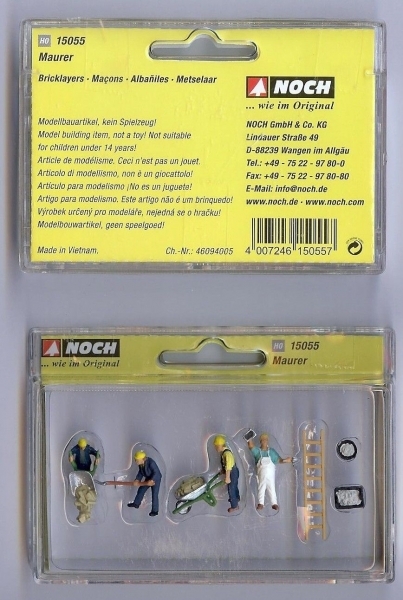 H0 15055
Maurer
Bricklayers · Maçons · Albañiles · Metselaar
NOCH
... wie im Original
Modellbauartikel, kein Spielzeug!
Model building item, not a toy! Not suitable
for children under 14 years!
Article de modélisme. Ceci n'est pas un jouet.
Articolo di modellismo, non è un giocattolo!
Artículo para modelismo ¡No es un juguete!
Artigo para modelismo. Este artigo não é um brinquedo!
Výrobek určený pro modeláře, nejedná se o hračku!
Modelbouwartikel, geen speelgoed!
Made in Vietnam.
Ch.-Nr.: 46094005
NOCH GmbH & Co. KG
Lindauer Straße 49
D-88239 Wangen im Allgäu
Tel.: +49 - 75 22 - 97 80-0
Fax: +49 - 75 22 - 97 80-80
E-Mail: info@noch.de
www.noch.de · www.noch.com
4 007246 150557
NOCH
... wie im Original
H0 15055
Maurer